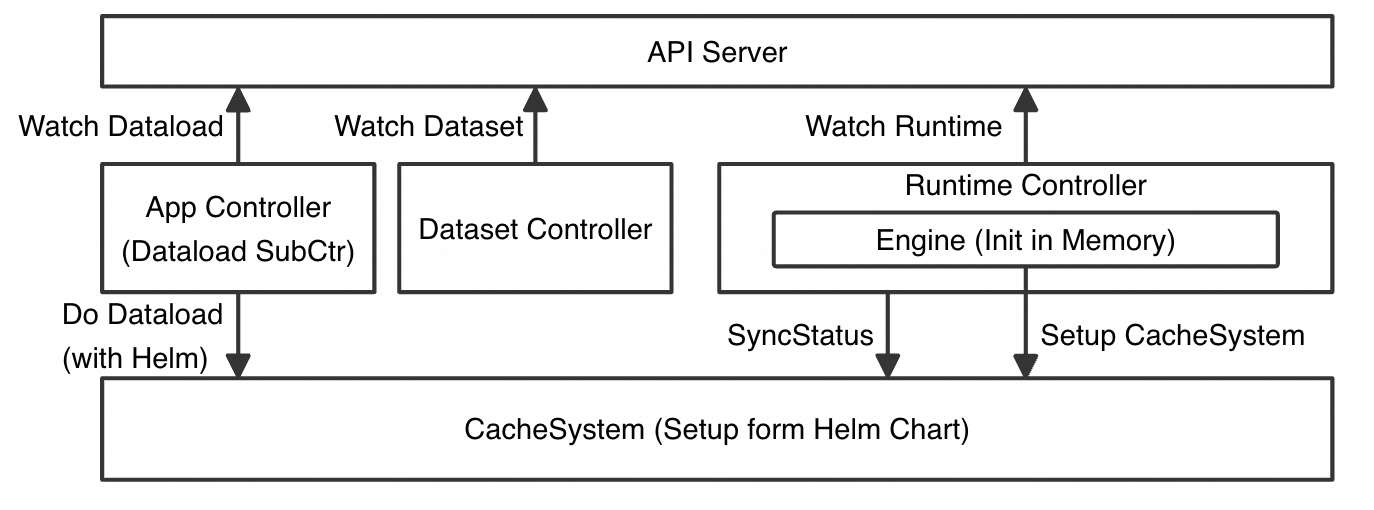 API Server
Watch Dataload
Watch Dataset
Watch Runtime
App Controller
(Dataload SubCtr)
Dataset Controller
Runtime Controller
Engine (Init in Memory)
Do Dataload
(with Helm)
SyncStatus
Setup CacheSystem
CacheSystem (Setup form Helm Chart)